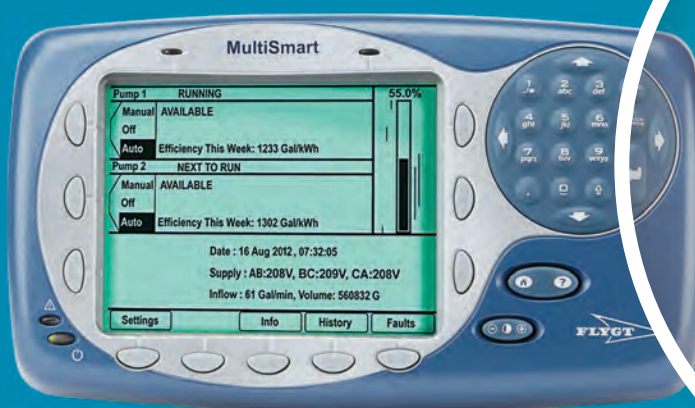 MultiSmart
Pump 1 RUNNING 55.0%
Manual AVAILABLE
Off
Auto Efficiency This Week: 1233 Gal/kWh
Pump 2 NEXT TO RUN
Manual AVAILABLE
Off
Auto Efficiency This Week: 1302 Gal/kWh
Date : 16 Aug 2012, 07:32:05
Supply : AB:208V, BC:209V, CA:208V
Inflow : 61 Gal/min, Volume: 560832 G
Settings Info History Faults
1 2 abc 3 def
4 ghi 5 jkl 6 mno
7 pqrs 8 tuv 9 wxyz
. 0
?
FLYGT